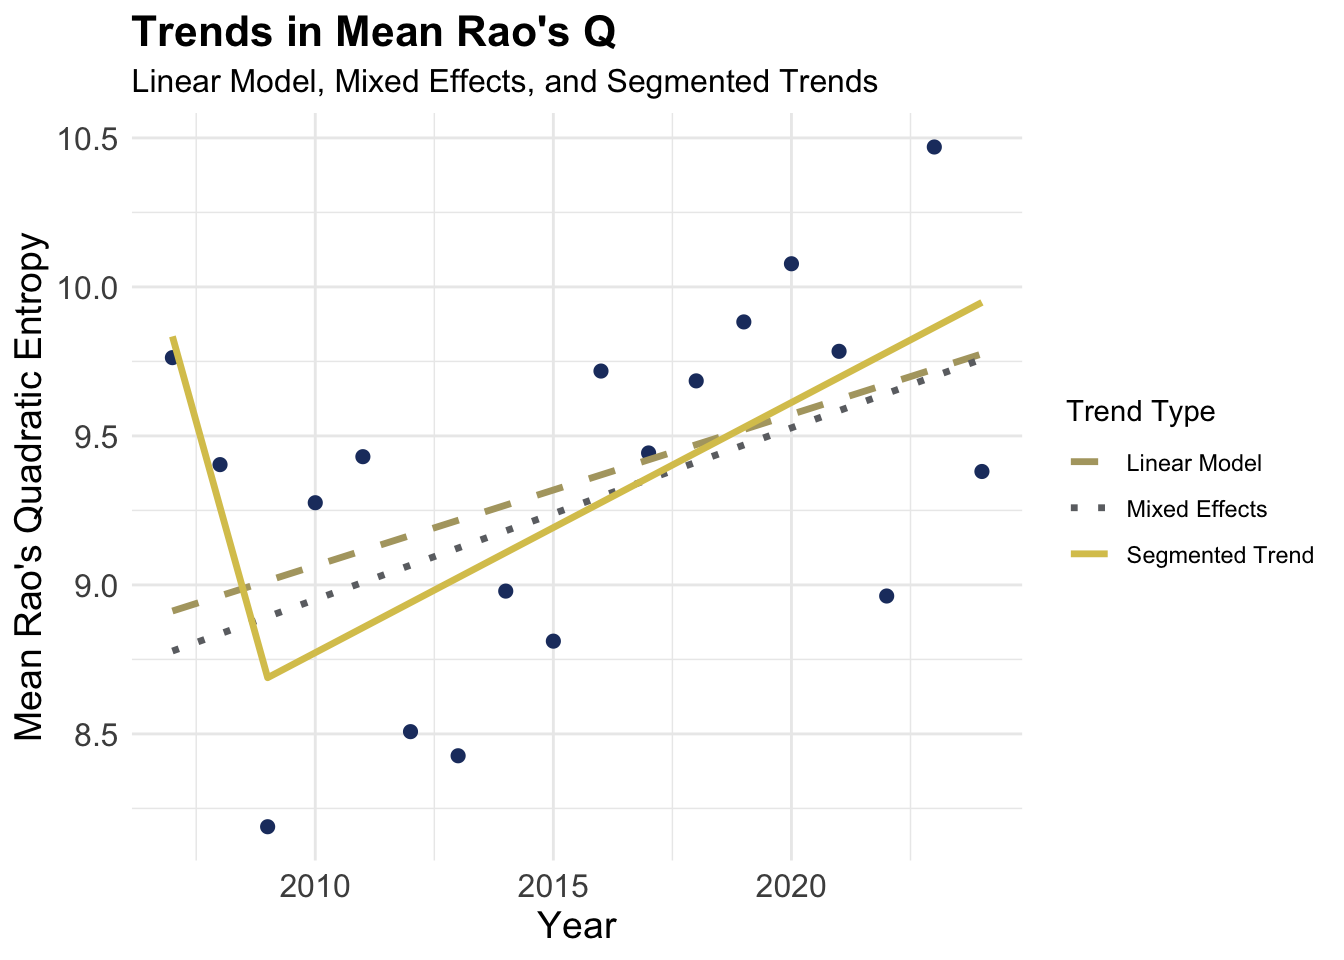 Trends in Mean Rao's Q
Linear Model, Mixed Effects, and Segmented Trends
Mean Rao's Quadratic Entropy
10.5
10.0
9.5
9.0
8.5
2010
2015
2020
Year
Trend Type
Linear Model
Mixed Effects
Segmented Trend